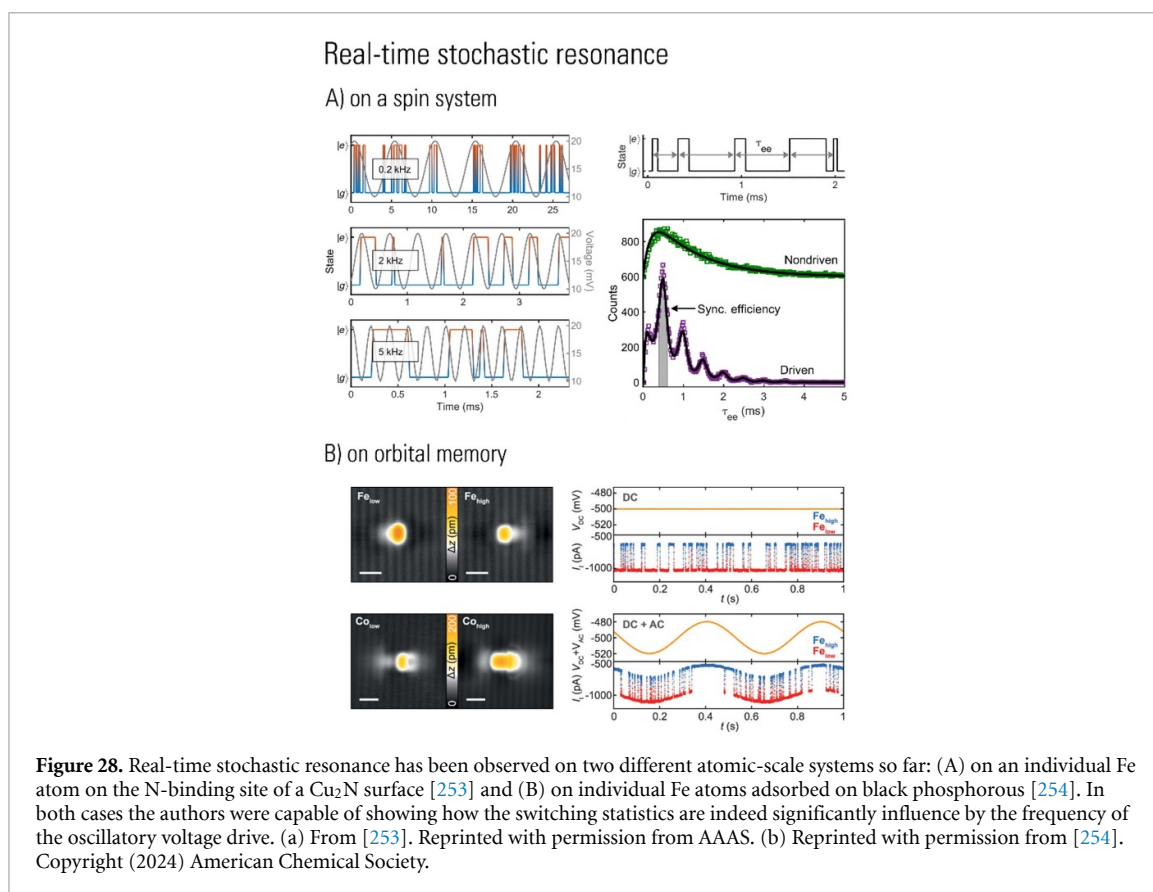 Real-time stochastic resonance
A) on a spin system
|e⟩
|g⟩
0.2 kHz
20
15
10
0 5 10 15 20 25
|e⟩
|g⟩
State
2 kHz
20
15
10
Voltage (mV)
0 1 2 3
|e⟩
|g⟩
5 kHz
20
15
10
0 0.5 1 1.5 2
Time (ms)
|e⟩
|g⟩
State
τee
0 1 2
Time (ms)
800
600
400
200
0
Counts
Nondriven
Sync. efficiency
Driven
0 1 2 3 4 5
τee (ms)
B) on orbital memory
Felow
Fehigh
0 Δz (pm) 100
Colow
Cohigh
0 Δz (pm) 200
DC
-480
-500
-520
VDC (mV)
Fehigh
Felow
-500
-1000
It (pA)
0 0.2 0.4 0.6 0.8 1
t (s)
DC + AC
-480
-500
-520
VDC+VAC (mV)
Fehigh
Felow
-500
-1000
It (pA)
0 0.2 0.4 0.6 0.8 1
t (s)
Figure 28. Real-time stochastic resonance has been observed on two different atomic-scale systems so far: (A) on an individual Fe
atom on the N-binding site of a Cu2N surface [253] and (B) on individual Fe atoms adsorbed on black phosphorous [254]. In
both cases the authors were capable of showing how the switching statistics are indeed significantly influence by the frequency of
the oscillatory voltage drive. (a) From [253]. Reprinted with permission from AAAS. (b) Reprinted with permission from [254].
Copyright (2024) American Chemical Society.